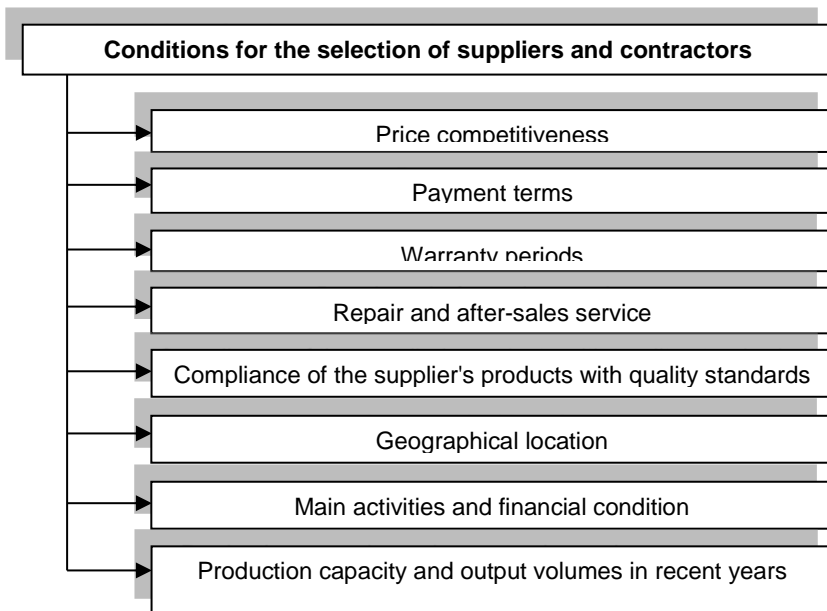 Conditions for the selection of suppliers and contractors
Price competitiveness
Payment terms
Warranty periods
Repair and after-sales service
Compliance of the supplier's products with quality standards
Geographical location
Main activities and financial condition
Production capacity and output volumes in recent years